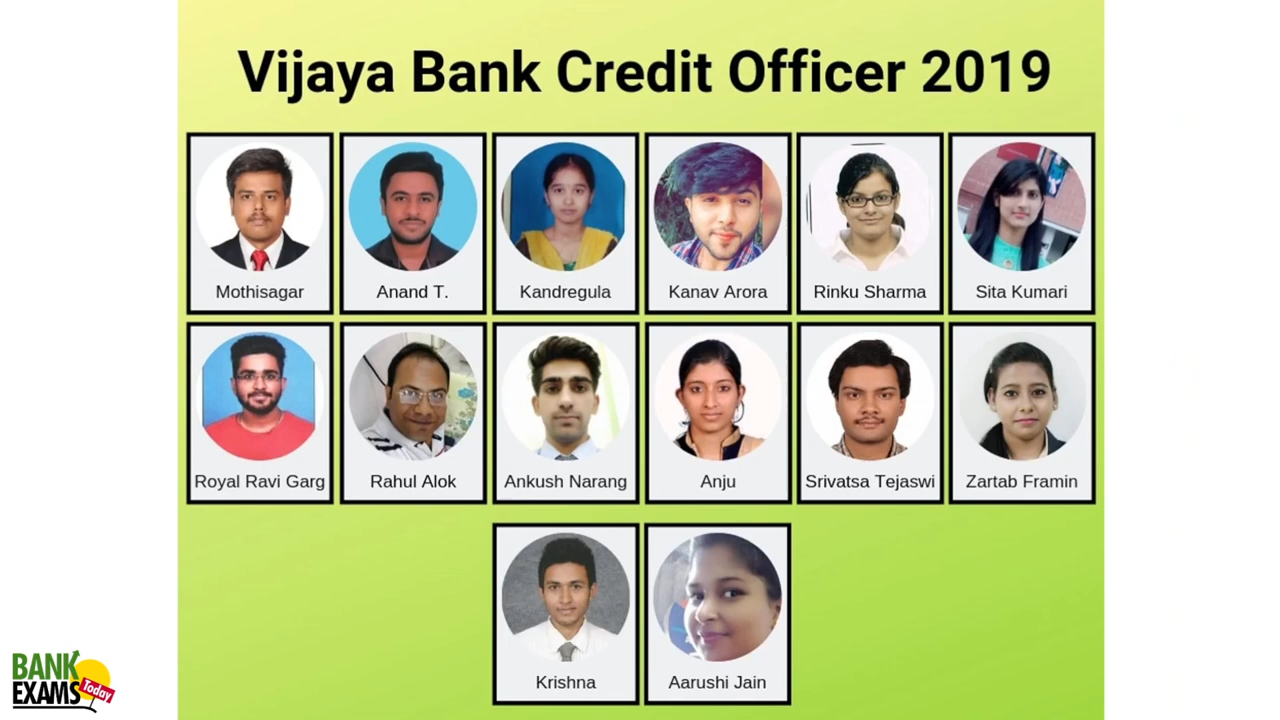 Vijaya Bank Credit Officer 2019
Mothisagar
Anand T.
Kandregula
Kanav Arora
Rinku Sharma
Sita Kumari
Royal Ravi Garg
Rahul Alok
Ankush Narang
Anju
Srivatsa Tejaswi
Zartab Framin
Krishna
Aarushi Jain
BANK
EXAMS Today